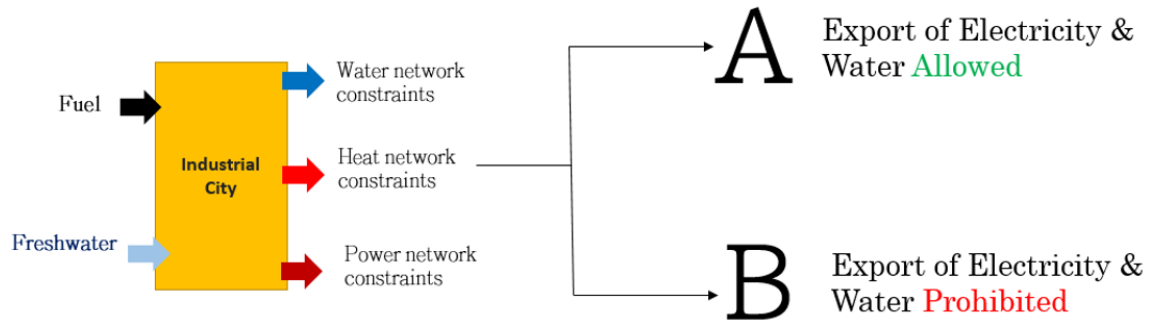 Fuel
Freshwater
Industrial
City
Water network
constraints
Heat network
constraints
Power network
constraints
A
Export of Electricity &
Water Allowed
B
Export of Electricity &
Water Prohibited